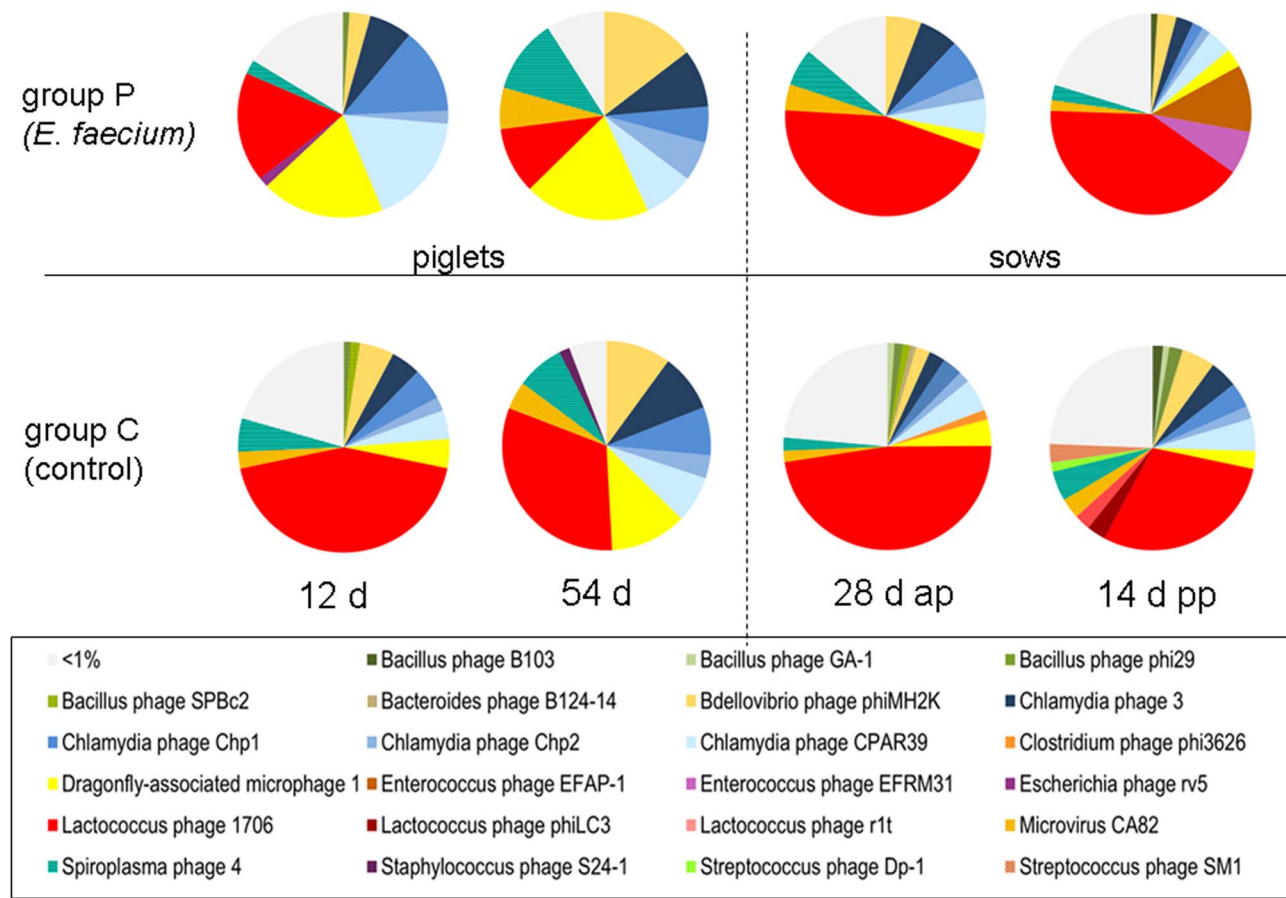 group P
(E. faecium)
piglets
sows
group C
(control)
12 d
54 d
28 d ap
14 d pp
<1%
Bacillus phage B103
Bacillus phage GA-1
Bacillus phage phi29
Bacillus phage SPBc2
Bacteroides phage B124-14
Bdellovibrio phage phiMH2K
Chlamydia phage 3
Chlamydia phage Chp1
Chlamydia phage Chp2
Chlamydia phage CPAR39
Clostridium phage phi3626
Dragonfly-associated microphage 1
Enterococcus phage EFAP-1
Enterococcus phage EFRM31
Escherichia phage rv5
Lactococcus phage 1706
Lactococcus phage phiLC3
Lactococcus phage r1t
Microvirus CA82
Spiroplasma phage 4
Staphylococcus phage S24-1
Streptococcus phage Dp-1
Streptococcus phage SM1